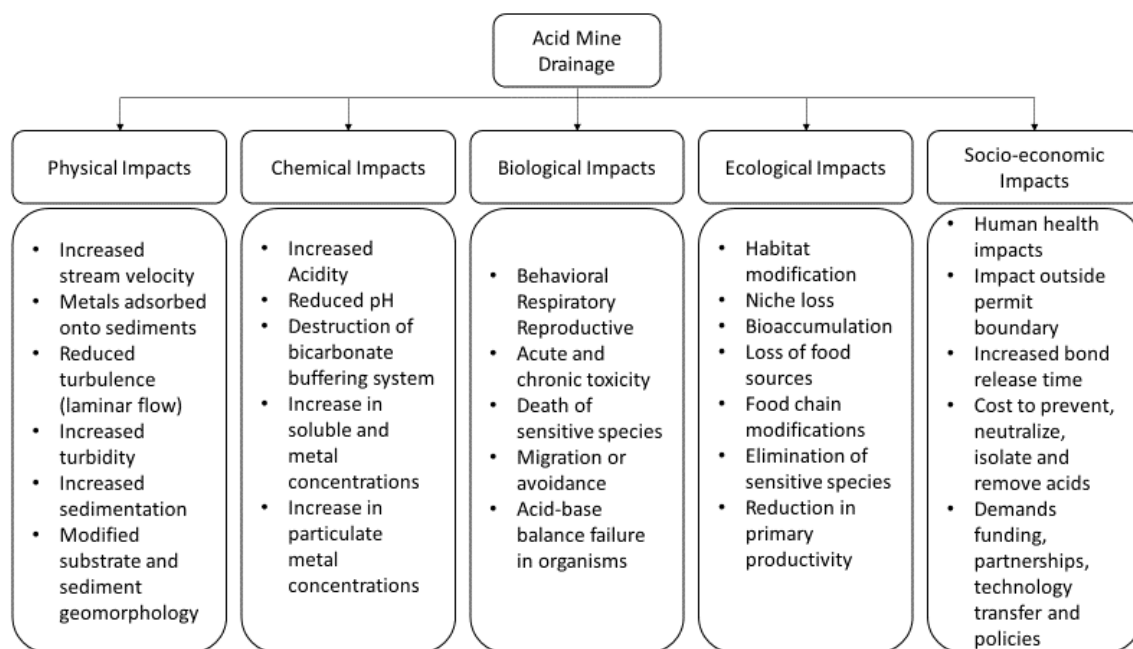 Acid Mine
Drainage
Physical Impacts
Chemical Impacts
Biological Impacts
Ecological Impacts
Socio-economic
Impacts
• Increased
stream velocity
• Metals adsorbed
onto sediments
• Reduced
turbulence
(laminar flow)
• Increased
turbidity
• Increased
sedimentation
• Modified
substrate and
sediment
geomorphology
• Increased
Acidity
• Reduced pH
• Destruction of
bicarbonate
buffering system
• Increase in
soluble and
metal
concentrations
• Increase in
particulate
metal
concentrations
• Behavioral
Respiratory
Reproductive
• Acute and
chronic toxicity
• Death of
sensitive species
• Migration or
avoidance
• Acid-base
balance failure
in organisms
• Habitat
modification
• Niche loss
• Bioaccumulation
• Loss of food
sources
• Food chain
modifications
• Elimination of
sensitive species
• Reduction in
primary
productivity
• Human health
impacts
• Impact outside
permit
boundary
• Increased bond
release time
• Cost to prevent,
neutralize,
isolate and
remove acids
• Demands
funding,
partnerships,
technology
transfer and
policies